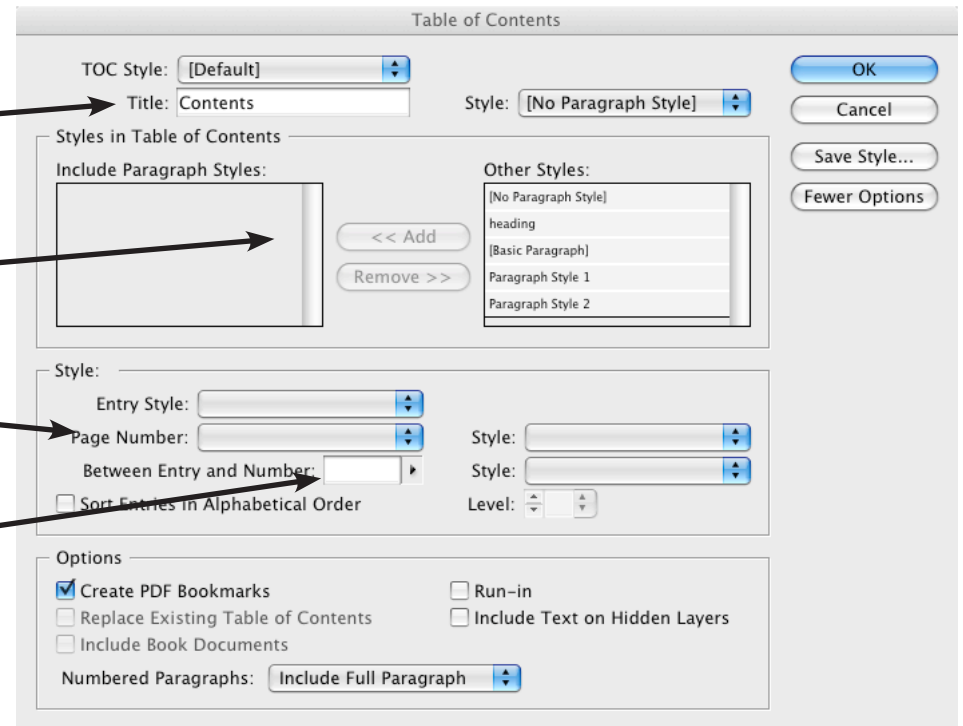 Table of Contents
TOC Style: [Default]
OK
Title: Contents
Style: [No Paragraph Style]
Cancel
Styles in Table of Contents
Save Style...
Include Paragraph Styles:
Other Styles:
Fewer Options
[No Paragraph Style]
heading
<< Add
[Basic Paragraph]
Remove >>
Paragraph Style 1
Paragraph Style 2
Style:
Entry Style:
Page Number:
Style:
Between Entry and Number:
Style:
Sort Entries in Alphabetical Order
Level:
Options
Create PDF Bookmarks
Run-in
Replace Existing Table of Contents
Include Text on Hidden Layers
Include Book Documents
Numbered Paragraphs: Include Full Paragraph